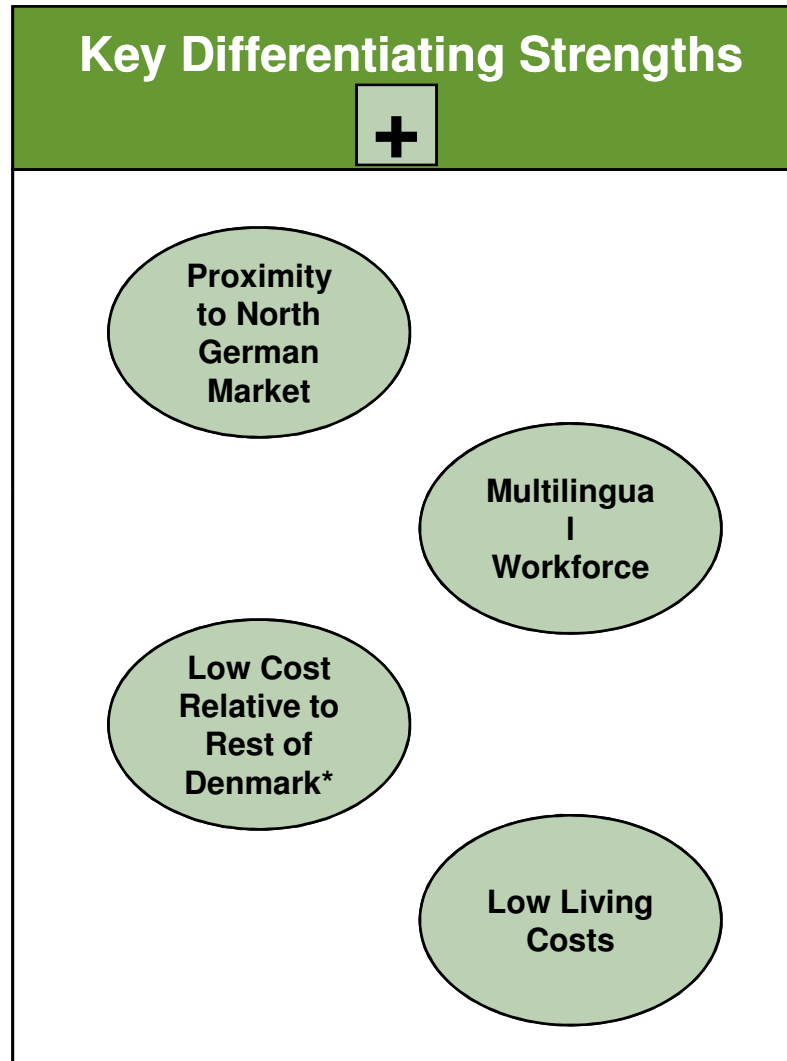 Key Differentiating Strengths
+
Proximity
to North
German
Market
Multilingua
l
Workforce
Low Cost
Relative to
Rest of
Denmark*
Low Living
Costs